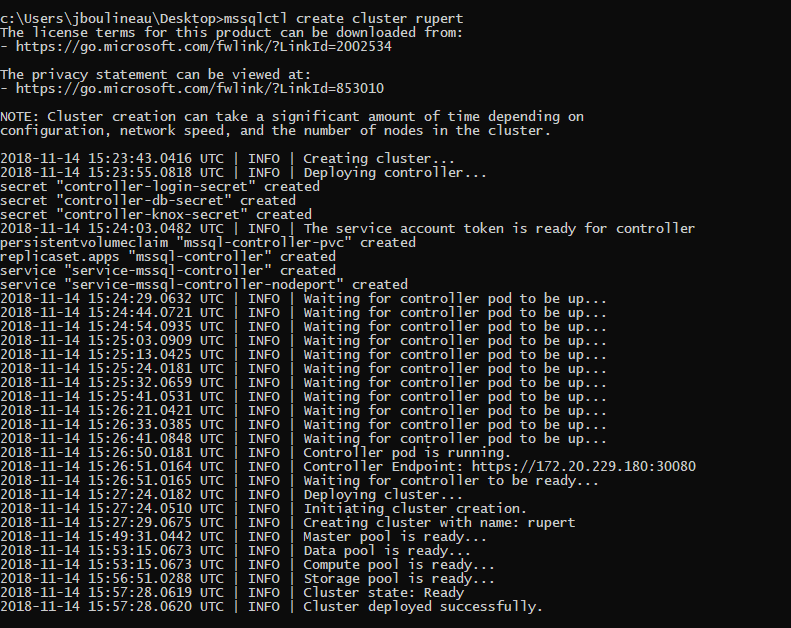 c:\Users\jboulineau\Desktop>mssqlctl create cluster rupert
The license terms for this product can be downloaded from:
- https://go.microsoft.com/fwlink/?LinkId=2002534
The privacy statement can be viewed at:
- https://go.microsoft.com/fwlink/?LinkId=853010
NOTE: Cluster creation can take a significant amount of time depending on
configuration, network speed, and the number of nodes in the cluster.
2018-11-14 15:23:43.0416 UTC | INFO | Creating cluster...
2018-11-14 15:23:55.0818 UTC | INFO | Deploying controller...
secret "controller-login-secret" created
secret "controller-db-secret" created
secret "controller-knox-secret" created
2018-11-14 15:24:03.0482 UTC | INFO | The service account token is ready for controller
persistentvolumeclaim "mssql-controller-pvc" created
replicaset.apps "mssql-controller" created
service "service-mssql-controller" created
service "service-mssql-controller-nodeport" created
2018-11-14 15:24:29.0632 UTC | INFO | Waiting for controller pod to be up...
2018-11-14 15:24:44.0721 UTC | INFO | Waiting for controller pod to be up...
2018-11-14 15:24:54.0935 UTC | INFO | Waiting for controller pod to be up...
2018-11-14 15:25:03.0909 UTC | INFO | Waiting for controller pod to be up...
2018-11-14 15:25:13.0425 UTC | INFO | Waiting for controller pod to be up...
2018-11-14 15:25:24.0181 UTC | INFO | Waiting for controller pod to be up...
2018-11-14 15:25:32.0659 UTC | INFO | Waiting for controller pod to be up...
2018-11-14 15:25:41.0531 UTC | INFO | Waiting for controller pod to be up...
2018-11-14 15:26:21.0421 UTC | INFO | Waiting for controller pod to be up...
2018-11-14 15:26:33.0385 UTC | INFO | Waiting for controller pod to be up...
2018-11-14 15:26:41.0848 UTC | INFO | Waiting for controller pod to be up...
2018-11-14 15:26:50.0181 UTC | INFO | Controller pod is running.
2018-11-14 15:26:51.0164 UTC | INFO | Controller Endpoint: https://172.20.229.180:30080
2018-11-14 15:26:51.0165 UTC | INFO | Waiting for controller to be ready...
2018-11-14 15:27:24.0182 UTC | INFO | Deploying cluster...
2018-11-14 15:27:24.0510 UTC | INFO | Initiating cluster creation.
2018-11-14 15:27:29.0675 UTC | INFO | Creating cluster with name: rupert
2018-11-14 15:49:31.0442 UTC | INFO | Master pool is ready...
2018-11-14 15:53:15.0673 UTC | INFO | Data pool is ready...
2018-11-14 15:53:15.0673 UTC | INFO | Compute pool is ready...
2018-11-14 15:56:51.0288 UTC | INFO | Storage pool is ready...
2018-11-14 15:57:28.0619 UTC | INFO | Cluster state: Ready
2018-11-14 15:57:28.0620 UTC | INFO | Cluster deployed successfully.